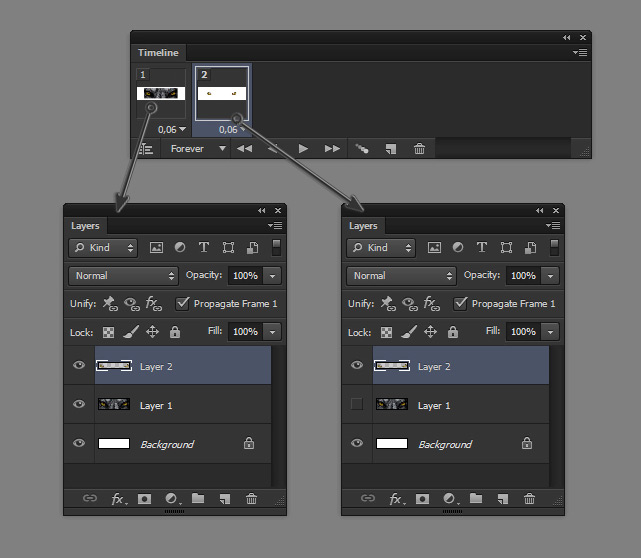 Timeline
1
2
0,06
0,06
Forever
Layers
Kind
T
Normal
Opacity: 100%
Unify:
Propagate Frame 1
Lock:
Fill: 100%
Layer 2
Layer 1
Background
fx
Layers
Kind
T
Normal
Opacity: 100%
Unify:
Propagate Frame 1
Lock:
Fill: 100%
Layer 2
Layer 1
Background
fx